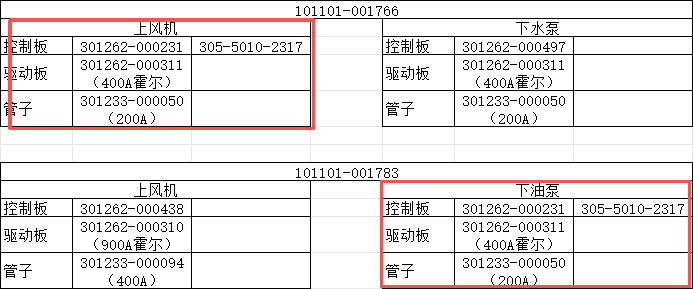 101101-001766
上风机 下水泵
控制板 301262-000231 305-5010-2317 控制板 301262-000497
驱动板 301262-000311 驱动板 301262-000311
（400A霍尔） （400A霍尔）
管子 301233-000050 管子 301233-000050
（200A） （200A）
101101-001783
上风机 下油泵
控制板 301262-000438 控制板 301262-000231 305-5010-2317
驱动板 301262-000310 驱动板 301262-000311
（900A霍尔） （400A霍尔）
管子 301233-000094 管子 301233-000050
（400A） （200A）